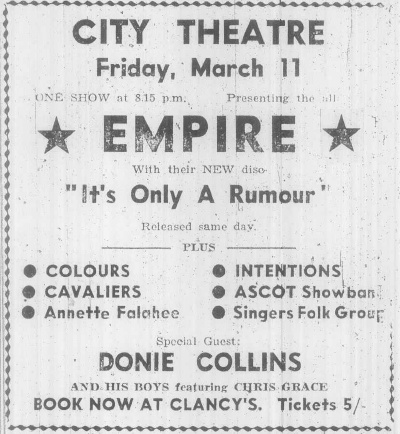 CITY THEATRE
Friday, March 11
ONE SHOW at 8.15 p.m. Presenting the all
★ EMPIRE ★
With their NEW disc
"It's Only A Rumour"
Released same day.
PLUS
● COLOURS ● INTENTIONS
● CAVALIERS ● ASCOT Showband
● Annette Falahee ● Singers Folk Group
Special Guest:
DONIE COLLINS
AND HIS BOYS featuring CHRIS GRACE
BOOK NOW AT CLANCY'S. Tickets 5/-